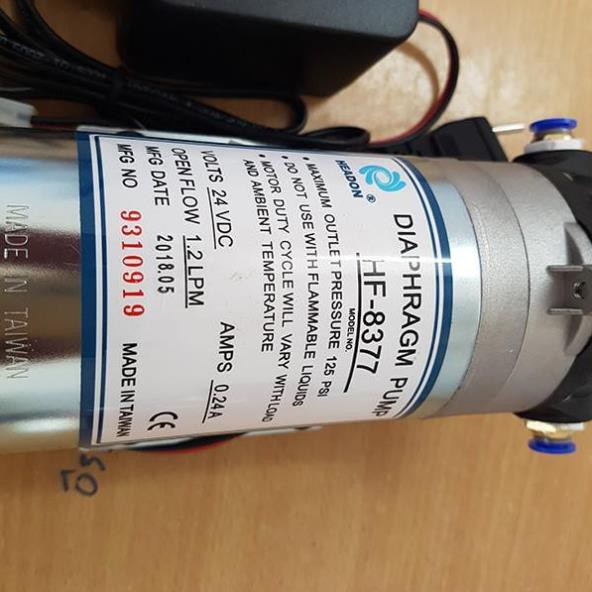 HEADON ®
DIAPHRAGM PUMP
MODEL NO. HF-8377
• MAXIMUM OUTLET PRESSURE 125 PSI
• DO NOT USE WITH FLAMMABLE LIQUIDS
• MOTOR DUTY CYCLE WILL VARY WITH LOAD
AND AMBIENT TEMPERATURE
VOLTS 24 VDC AMPS 0.24A
OPEN FLOW 1.2 LPM
MFG DATE 2018.05 CE
MFG NO 9310919 MADE IN TAIWAN
MADE IN TAIWAN